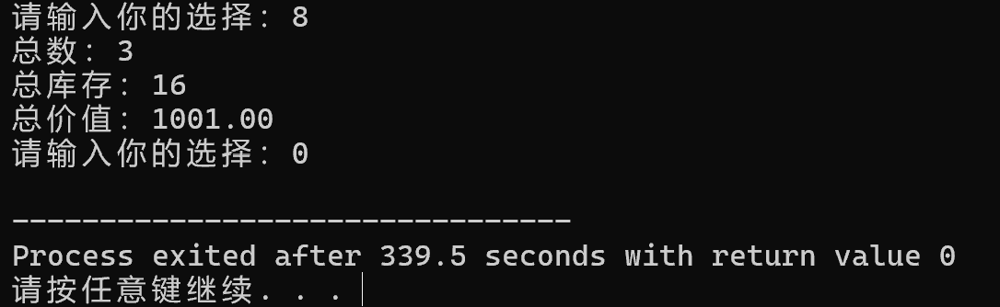 请输入你的选择：8
总数：3
总库存：16
总价值：1001.00
请输入你的选择：0
--------------------------------
Process exited after 339.5 seconds with return value 0
请按任意键继续. . .